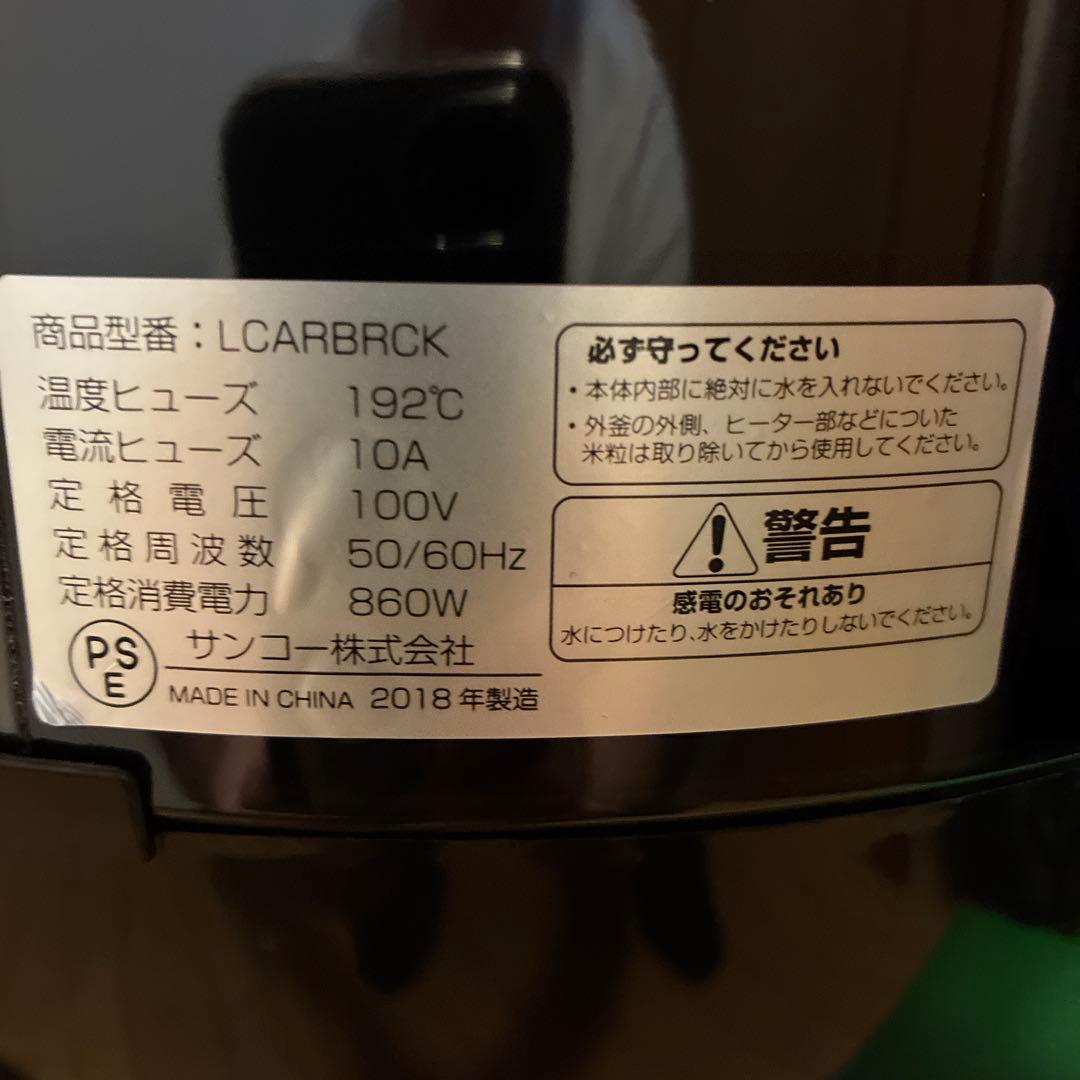 商品型番：LCARBRCK
温度ヒューズ 192℃
電流ヒューズ 10A
定格電圧 100V
定格周波数 50/60Hz
定格消費電力 860W
PSE
サンコー株式会社
MADE IN CHINA 2018年製造
必ず守ってください
・本体内部に絶対に水を入れないでください。
・外釜の外側、ヒーター部などについた
米粒は取り除いてから使用してください。
警告
感電のおそれあり
水につけたり、水をかけたりしないでください。